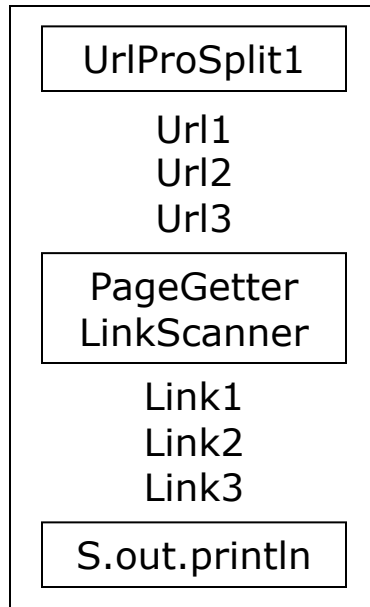 UrlProSplit1
Url1
Url2
Url3
PageGetter
LinkScanner
Link1
Link2
Link3
S.out.println